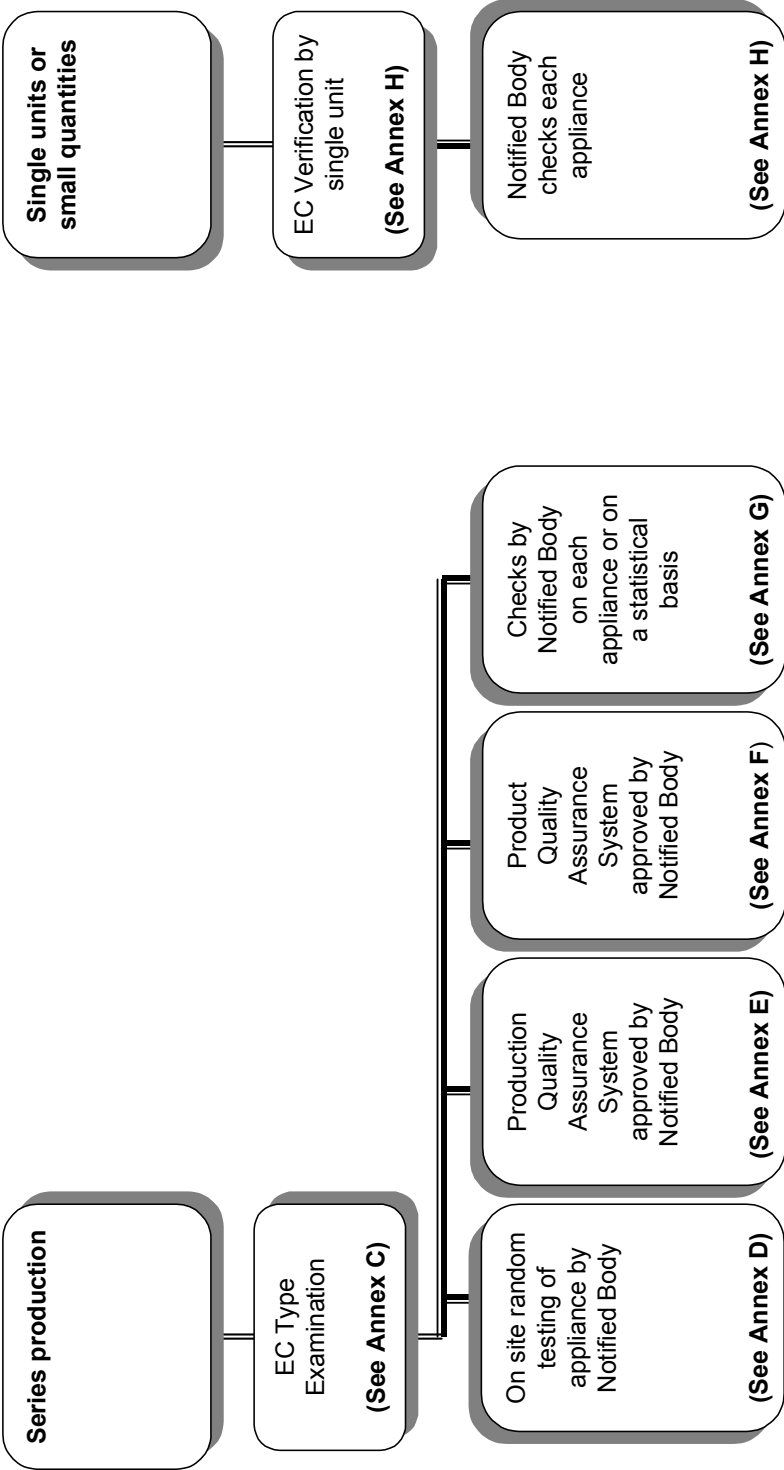 Series production
EC Type
Examination
(See Annex C)
On site random
testing of
appliance by
Notified Body
(See Annex D)
Production
Quality
Assurance
System
approved by
Notified Body
(See Annex E)
Product
Quality
Assurance
System
approved by
Notified Body
(See Annex F)
Checks by
Notified Body
on each
appliance or on
a statistical
basis
(See Annex G)
Single units or
small quantities
EC Verification by
single unit
(See Annex H)
Notified Body
checks each
appliance
(See Annex H)